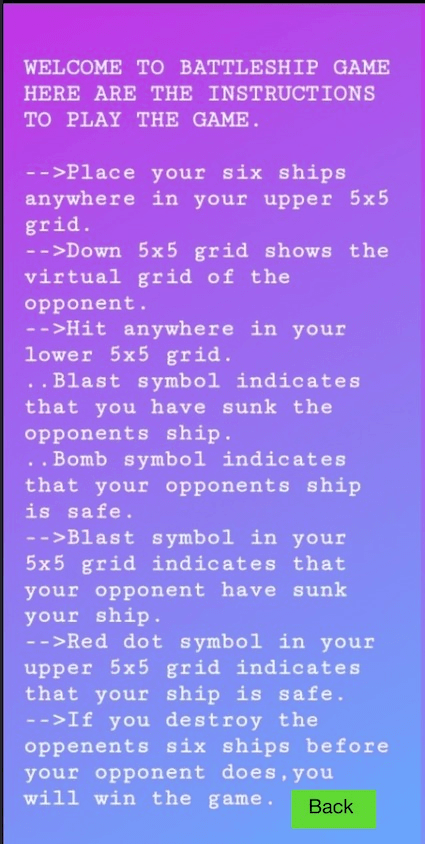 WELCOME TO BATTLESHIP GAME
HERE ARE THE INSTRUCTIONS
TO PLAY THE GAME.
-->Place your six ships
anywhere in your upper 5x5
grid.
-->Down 5x5 grid shows the
virtual grid of the
opponent.
-->Hit anywhere in your
lower 5x5 grid.
..Blast symbol indicates
that you have sunk the
opponents ship.
..Bomb symbol indicates
that your opponents ship
is safe.
-->Blast symbol in your
5x5 grid indicates that
your opponent have sunk
your ship.
-->Red dot symbol in your
upper 5x5 grid indicates
that your ship is safe.
-->If you destroy the
oppenents six ships before
your opponent does,you
will win the game.
Back